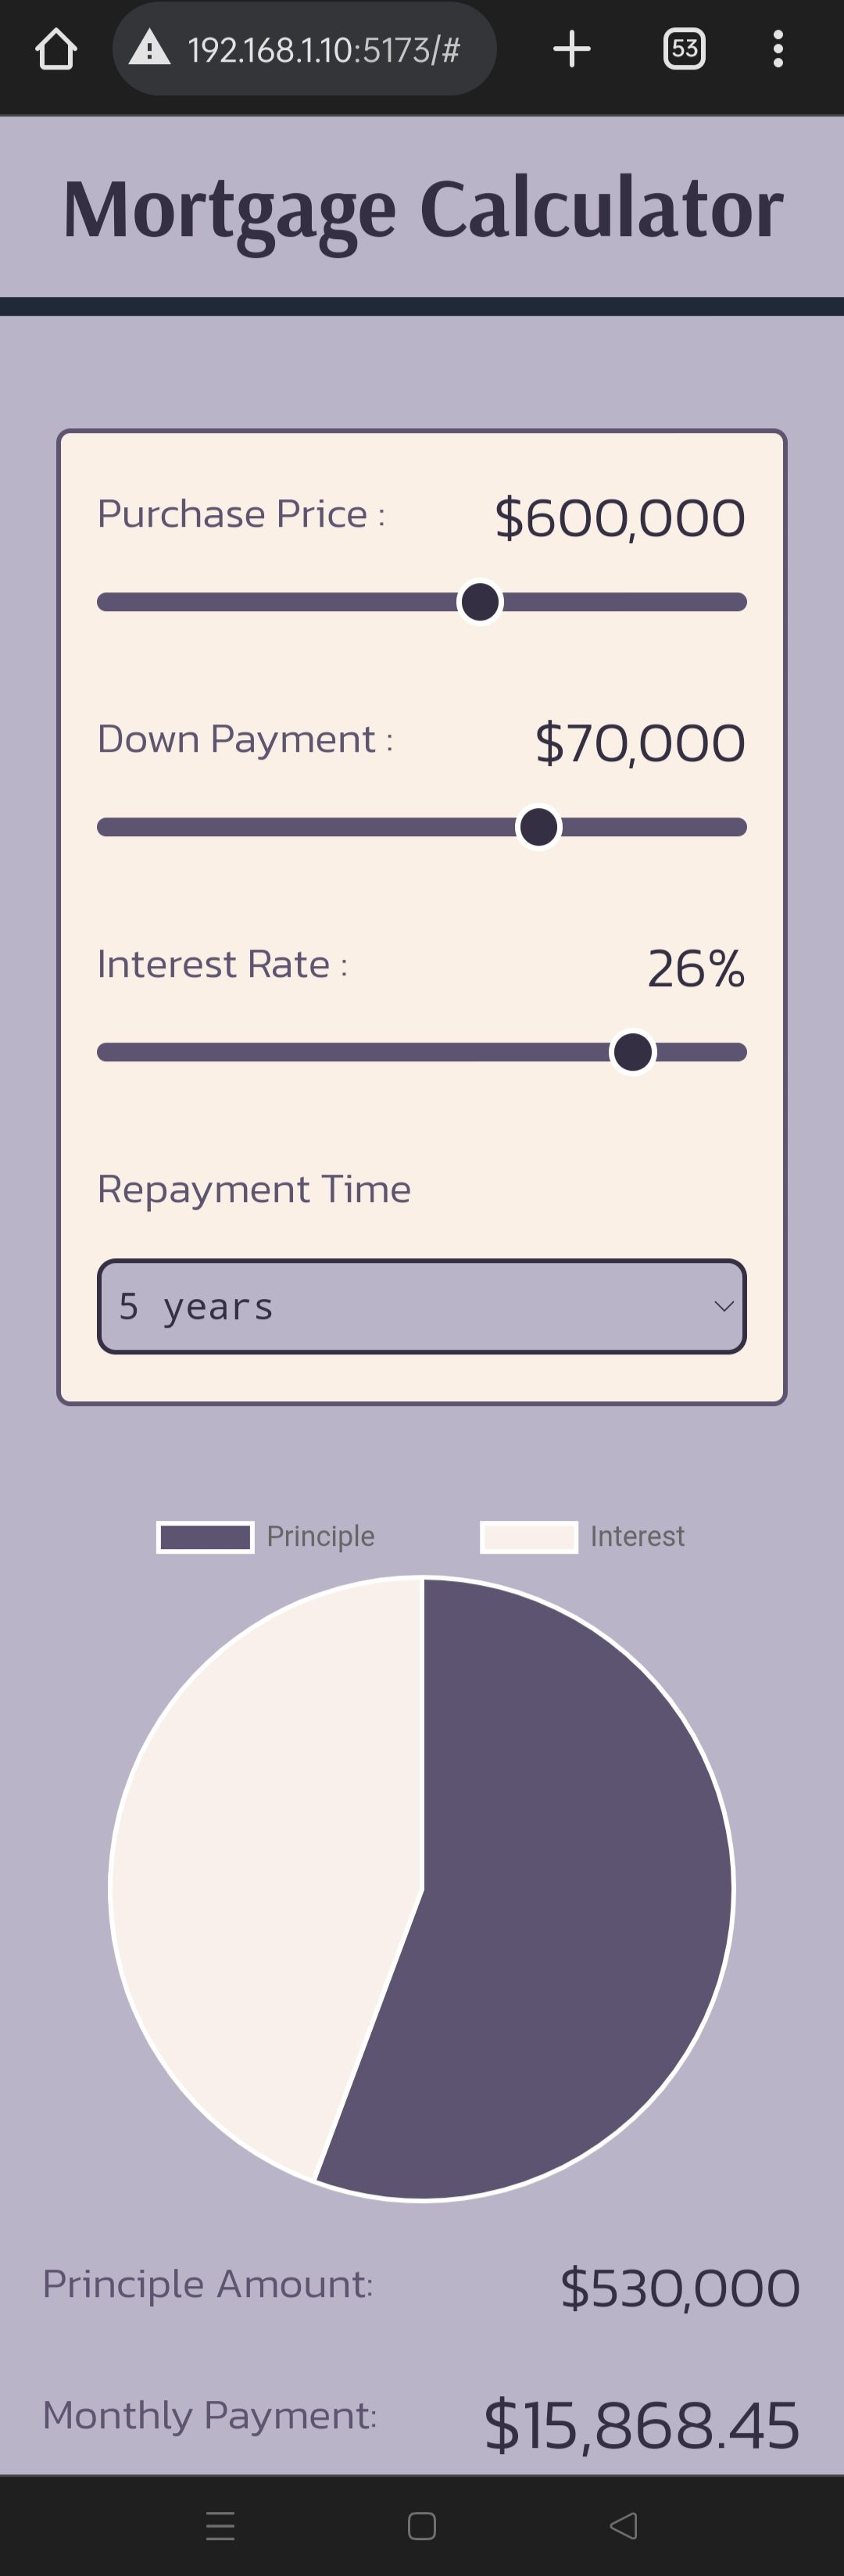 192.168.1.10:5173/#
53
Mortgage Calculator
Purchase Price : $600,000
Down Payment : $70,000
Interest Rate : 26%
Repayment Time
5 years
Principle Interest
Principle Amount: $530,000
Monthly Payment: $15,868.45